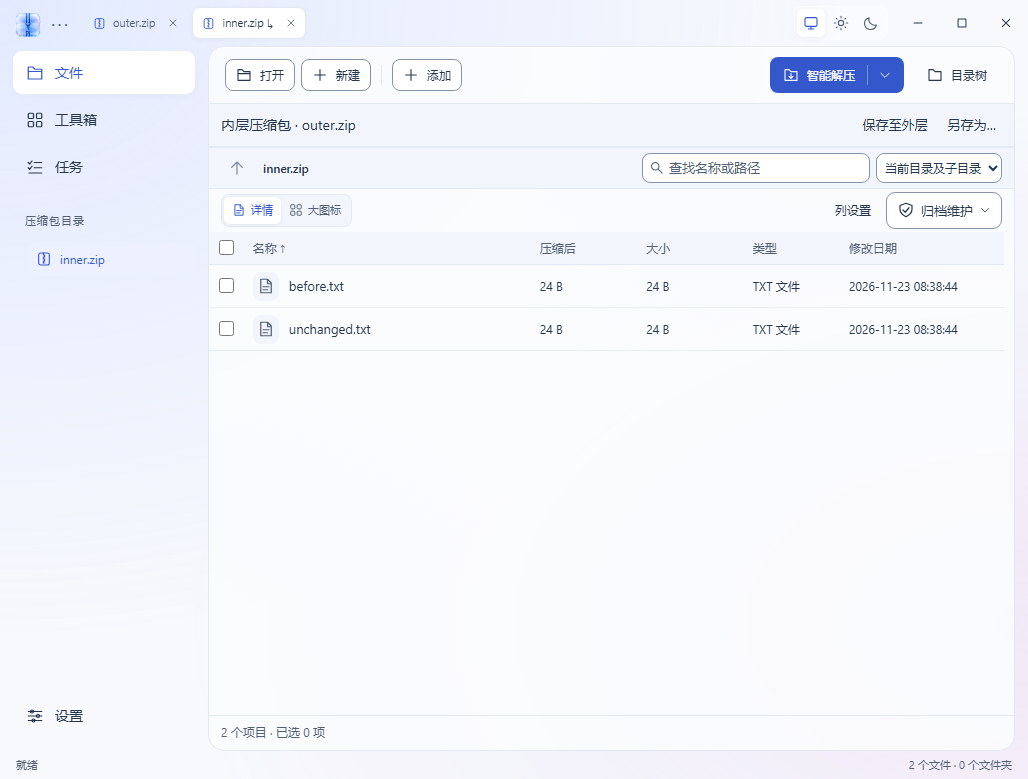 outer.zip
inner.zip ↳
文件
打开
新建
添加
智能解压
目录树
工具箱
内层压缩包 · outer.zip
保存至外层
另存为...
任务
inner.zip
查找名称或路径
当前目录及子目录
压缩包目录
详情
大图标
列设置
归档维护
inner.zip
名称 ↑
压缩后
大小
类型
修改日期
before.txt
24 B
24 B
TXT 文件
2026-11-23 08:38:44
unchanged.txt
24 B
24 B
TXT 文件
2026-11-23 08:38:44
设置
2 个项目 · 已选 0 项
就绪
2 个文件 · 0 个文件夹